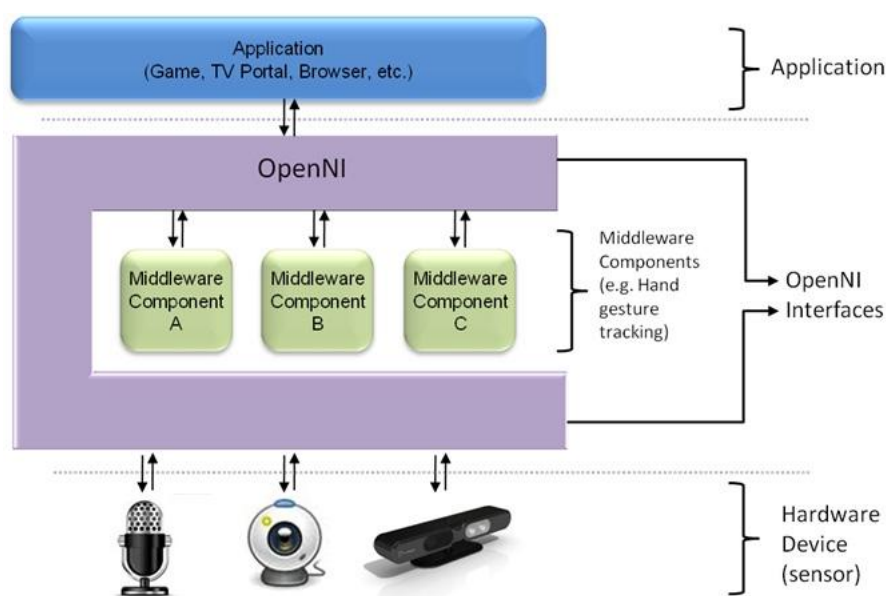 Application
(Game, TV Portal, Browser, etc.)
Application
OpenNI
Middleware
Component
A
Middleware
Component
B
Middleware
Component
C
Middleware
Components
(e.g. Hand
gesture
tracking)
OpenNI
Interfaces
Hardware
Device
(sensor)